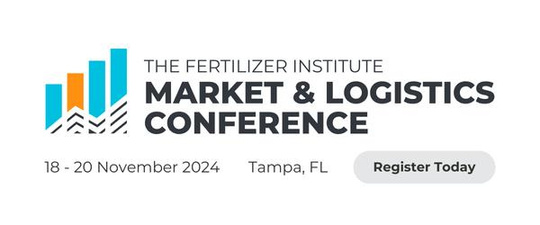 THE FERTILIZER INSTITUTE
MARKET & LOGISTICS
CONFERENCE
18 - 20 November 2024 Tampa, FL Register Today